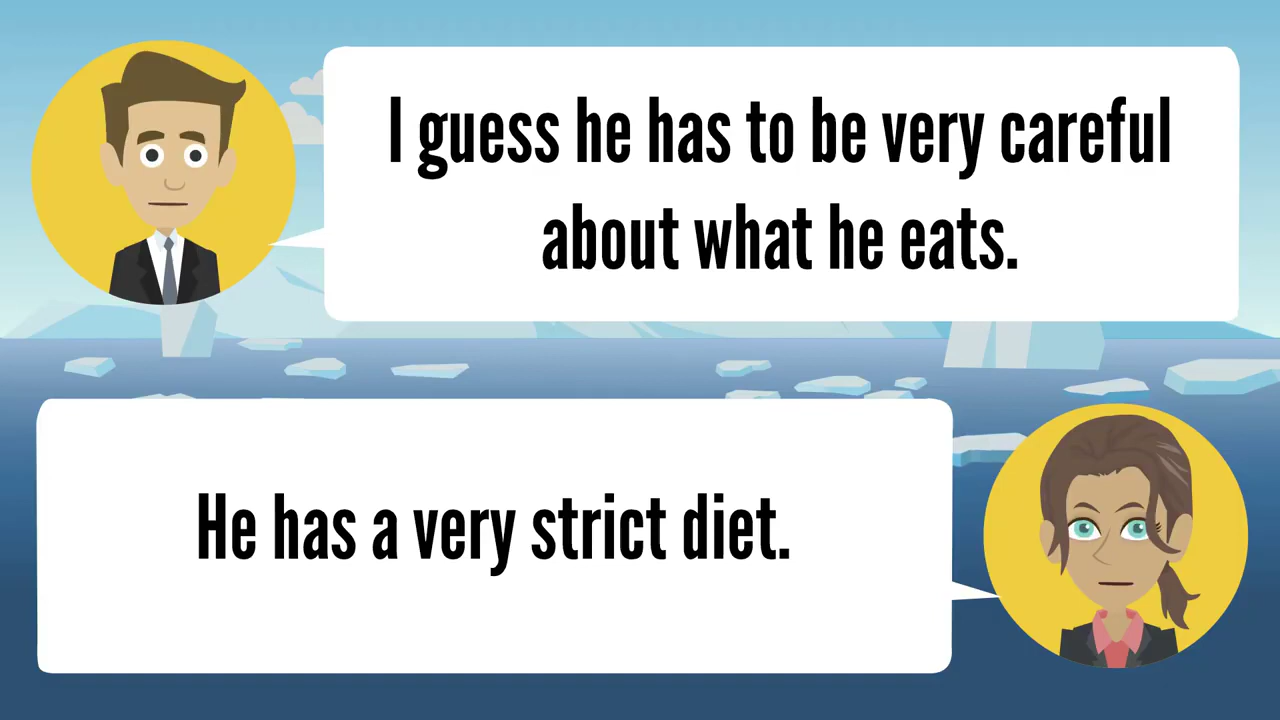 I guess he has to be very careful
about what he eats.
He has a very strict diet.